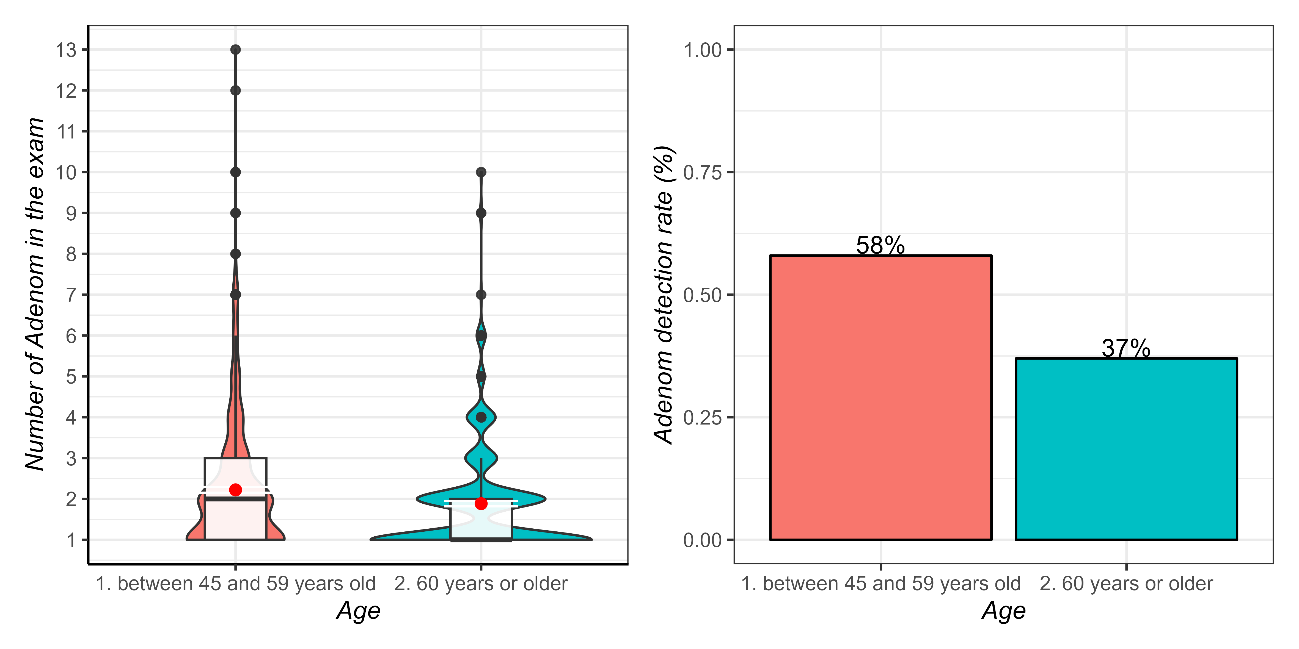 Number of Adenom in the exam
13
12
11
10
9
8
7
6
5
4
3
2
1
1. between 45 and 59 years old
2. 60 years or older
Age
Adenom detection rate (%)
1.00
0.75
0.50
0.25
0.00
58%
37%
1. between 45 and 59 years old
2. 60 years or older
Age